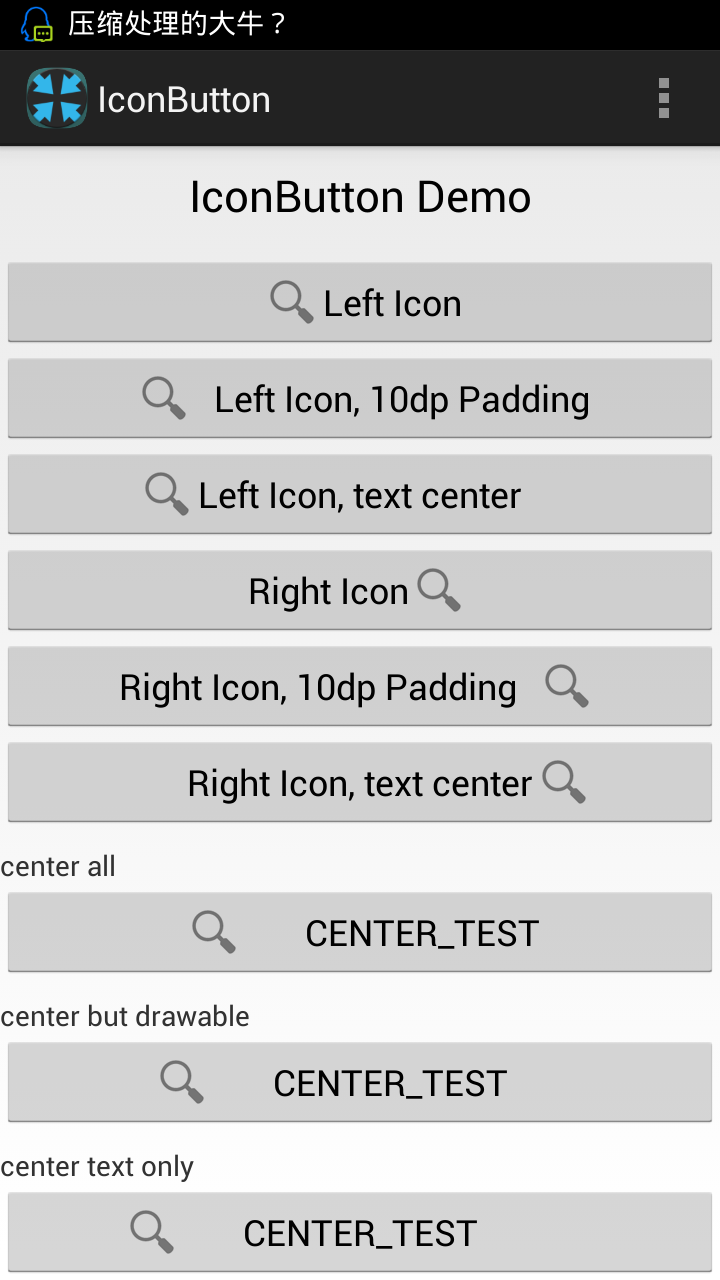 压缩处理的大牛？
IconButton
IconButton Demo
Left Icon
Left Icon, 10dp Padding
Left Icon, text center
Right Icon
Right Icon, 10dp Padding
Right Icon, text center
center all
CENTER_TEST
center but drawable
CENTER_TEST
center text only
CENTER_TEST